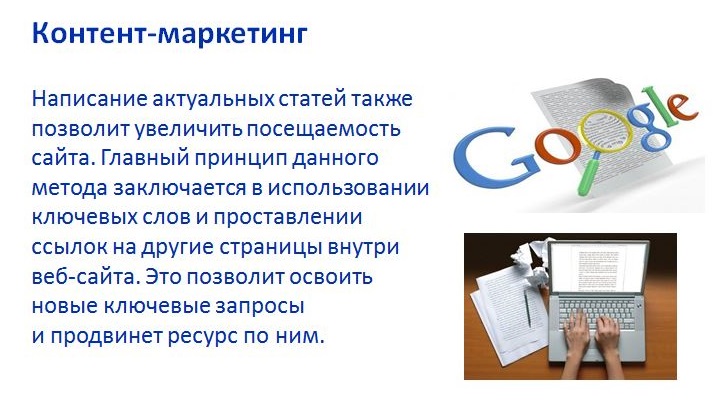 Контент-маркетинг
Написание актуальных статей также
позволит увеличить посещаемость
сайта. Главный принцип данного
метода заключается в использовании
ключевых слов и проставлении
ссылок на другие страницы внутри
веб-сайта. Это позволит освоить
новые ключевые запросы
и продвинет ресурс по ним.
Google